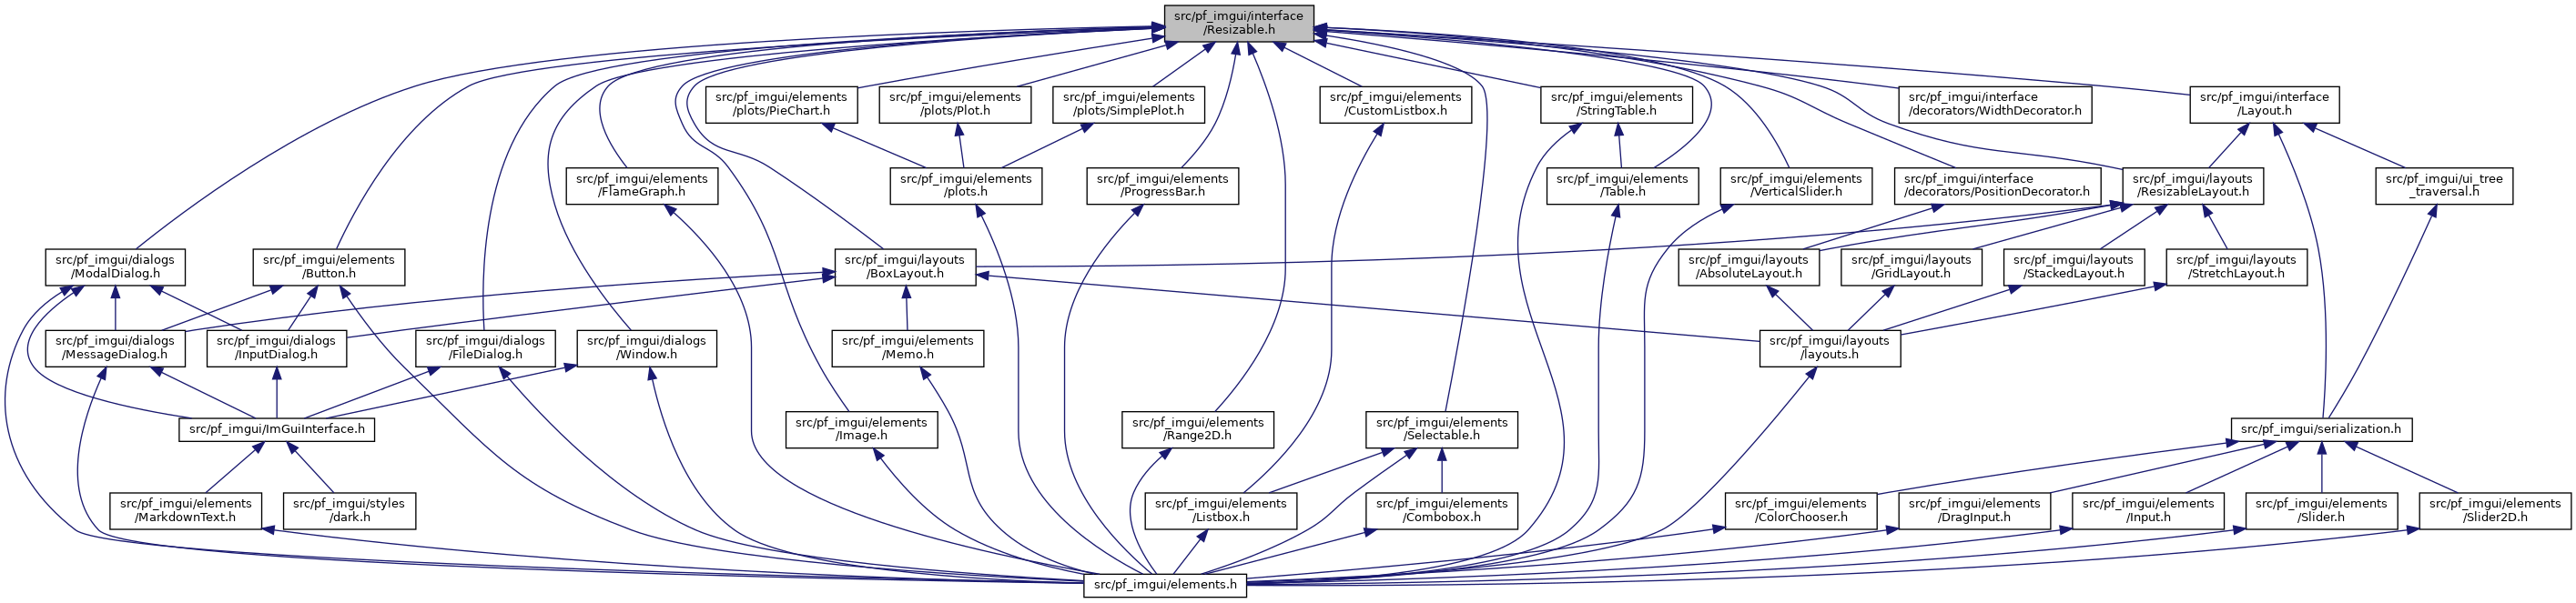 src/pf_imgui/interface
/Resizable.h
src/pf_imgui/elements
/plots/PieChart.h
src/pf_imgui/elements
/plots/Plot.h
src/pf_imgui/elements
/plots/SimplePlot.h
src/pf_imgui/elements
/CustomListbox.h
src/pf_imgui/elements
/StringTable.h
src/pf_imgui/interface
/decorators/WidthDecorator.h
src/pf_imgui/interface
/Layout.h
src/pf_imgui/elements
/FlameGraph.h
src/pf_imgui/elements
/plots.h
src/pf_imgui/elements
/ProgressBar.h
src/pf_imgui/elements
/Table.h
src/pf_imgui/elements
/VerticalSlider.h
src/pf_imgui/interface
/decorators/PositionDecorator.h
src/pf_imgui/layouts
/ResizableLayout.h
src/pf_imgui/ui_tree
_traversal.h
src/pf_imgui/dialogs
/ModalDialog.h
src/pf_imgui/elements
/Button.h
src/pf_imgui/layouts
/BoxLayout.h
src/pf_imgui/layouts
/AbsoluteLayout.h
src/pf_imgui/layouts
/GridLayout.h
src/pf_imgui/layouts
/StackedLayout.h
src/pf_imgui/layouts
/StretchLayout.h
src/pf_imgui/dialogs
/MessageDialog.h
src/pf_imgui/dialogs
/InputDialog.h
src/pf_imgui/dialogs
/FileDialog.h
src/pf_imgui/dialogs
/Window.h
src/pf_imgui/elements
/Memo.h
src/pf_imgui/layouts
/layouts.h
src/pf_imgui/ImGuiInterface.h
src/pf_imgui/elements
/Image.h
src/pf_imgui/elements
/Range2D.h
src/pf_imgui/elements
/Selectable.h
src/pf_imgui/serialization.h
src/pf_imgui/elements
/MarkdownText.h
src/pf_imgui/styles
/dark.h
src/pf_imgui/elements
/Listbox.h
src/pf_imgui/elements
/Combobox.h
src/pf_imgui/elements
/ColorChooser.h
src/pf_imgui/elements
/DragInput.h
src/pf_imgui/elements
/Input.h
src/pf_imgui/elements
/Slider.h
src/pf_imgui/elements
/Slider2D.h
src/pf_imgui/elements.h